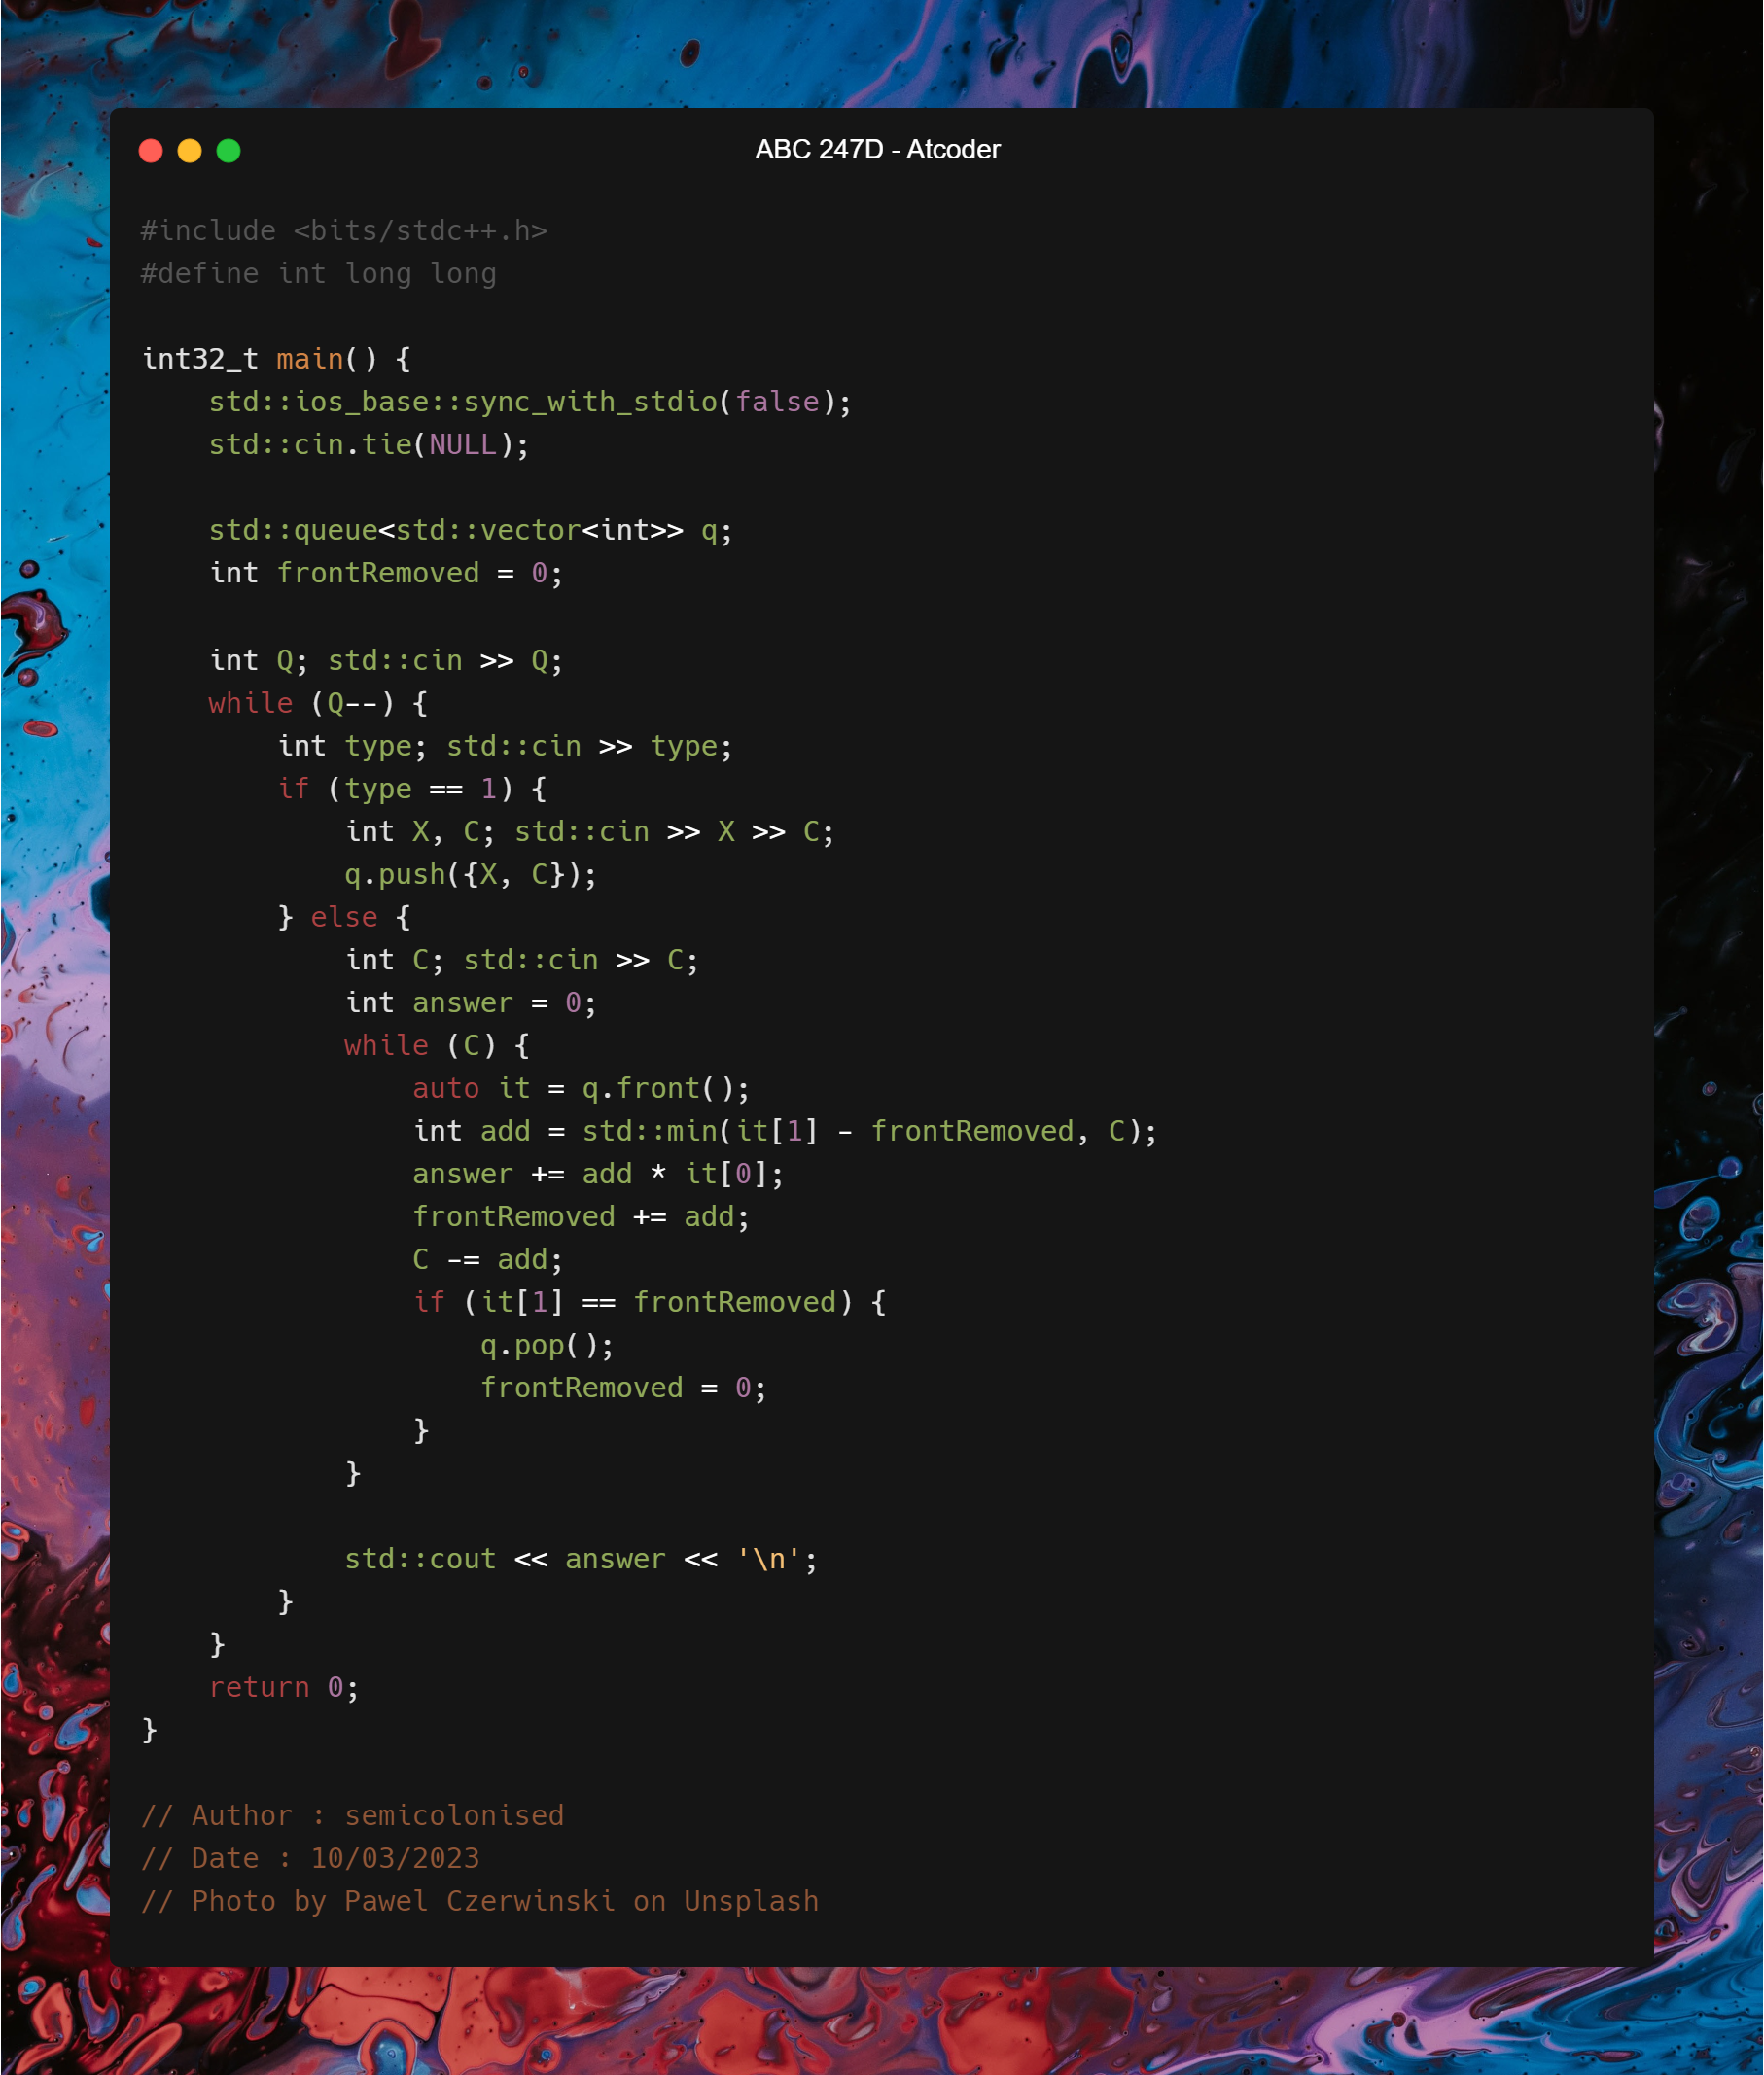 ABC 247D - Atcoder
#include <bits/stdc++.h>
#define int long long
int32_t main() {
    std::ios_base::sync_with_stdio(false);
    std::cin.tie(NULL);
    std::queue<std::vector<int>> q;
    int frontRemoved = 0;
    int Q; std::cin >> Q;
    while (Q--) {
        int type; std::cin >> type;
        if (type == 1) {
            int X, C; std::cin >> X >> C;
            q.push({X, C});
        } else {
            int C; std::cin >> C;
            int answer = 0;
            while (C) {
                auto it = q.front();
                int add = std::min(it[1] - frontRemoved, C);
                answer += add * it[0];
                frontRemoved += add;
                C -= add;
                if (it[1] == frontRemoved) {
                    q.pop();
                    frontRemoved = 0;
                }
            }
            std::cout << answer << '\n';
        }
    }
    return 0;
}
// Author : semicolonised
// Date : 10/03/2023
// Photo by Pawel Czerwinski on Unsplash